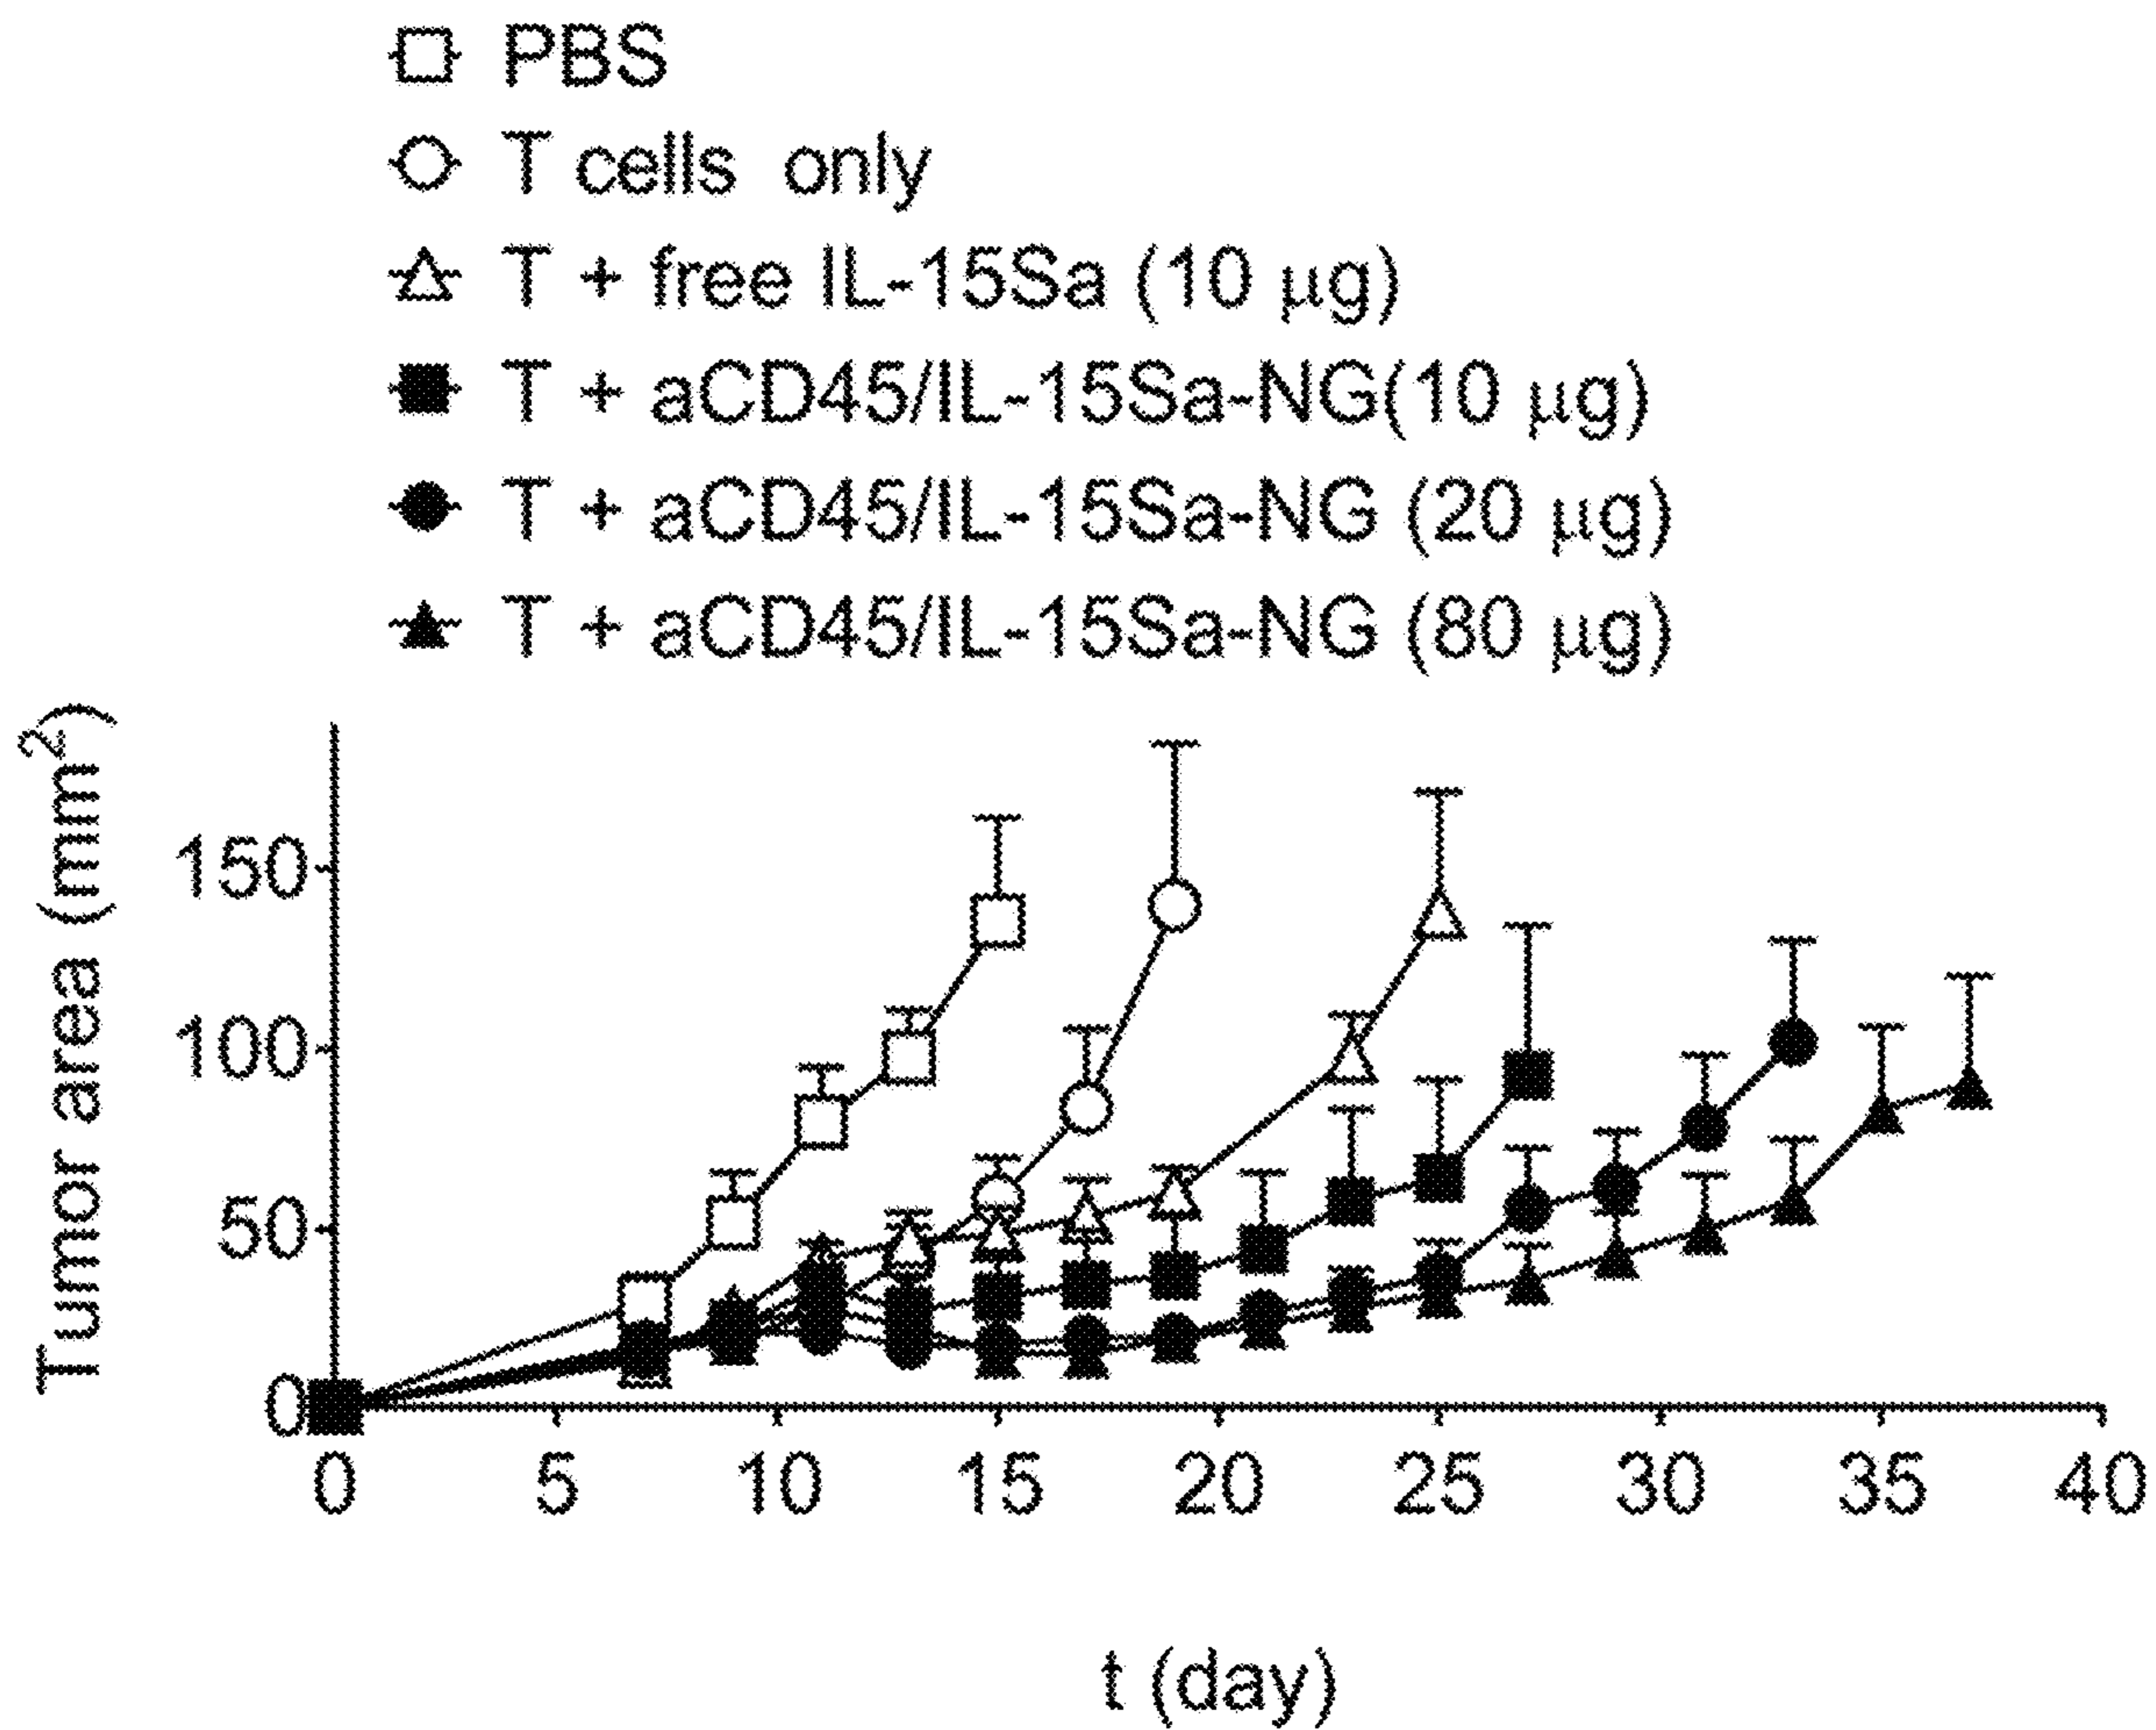 PBS
T cells only
T + free IL-15Sa (10 µg)
T + aCD45/IL-15Sa-NG(10 µg)
T + aCD45/IL-15Sa-NG (20 µg)
T + aCD45/IL-15Sa-NG (80 µg)
Tumor area (mm²)
150
100
50
0
0 5 10 15 20 25 30 35 40
t (day)